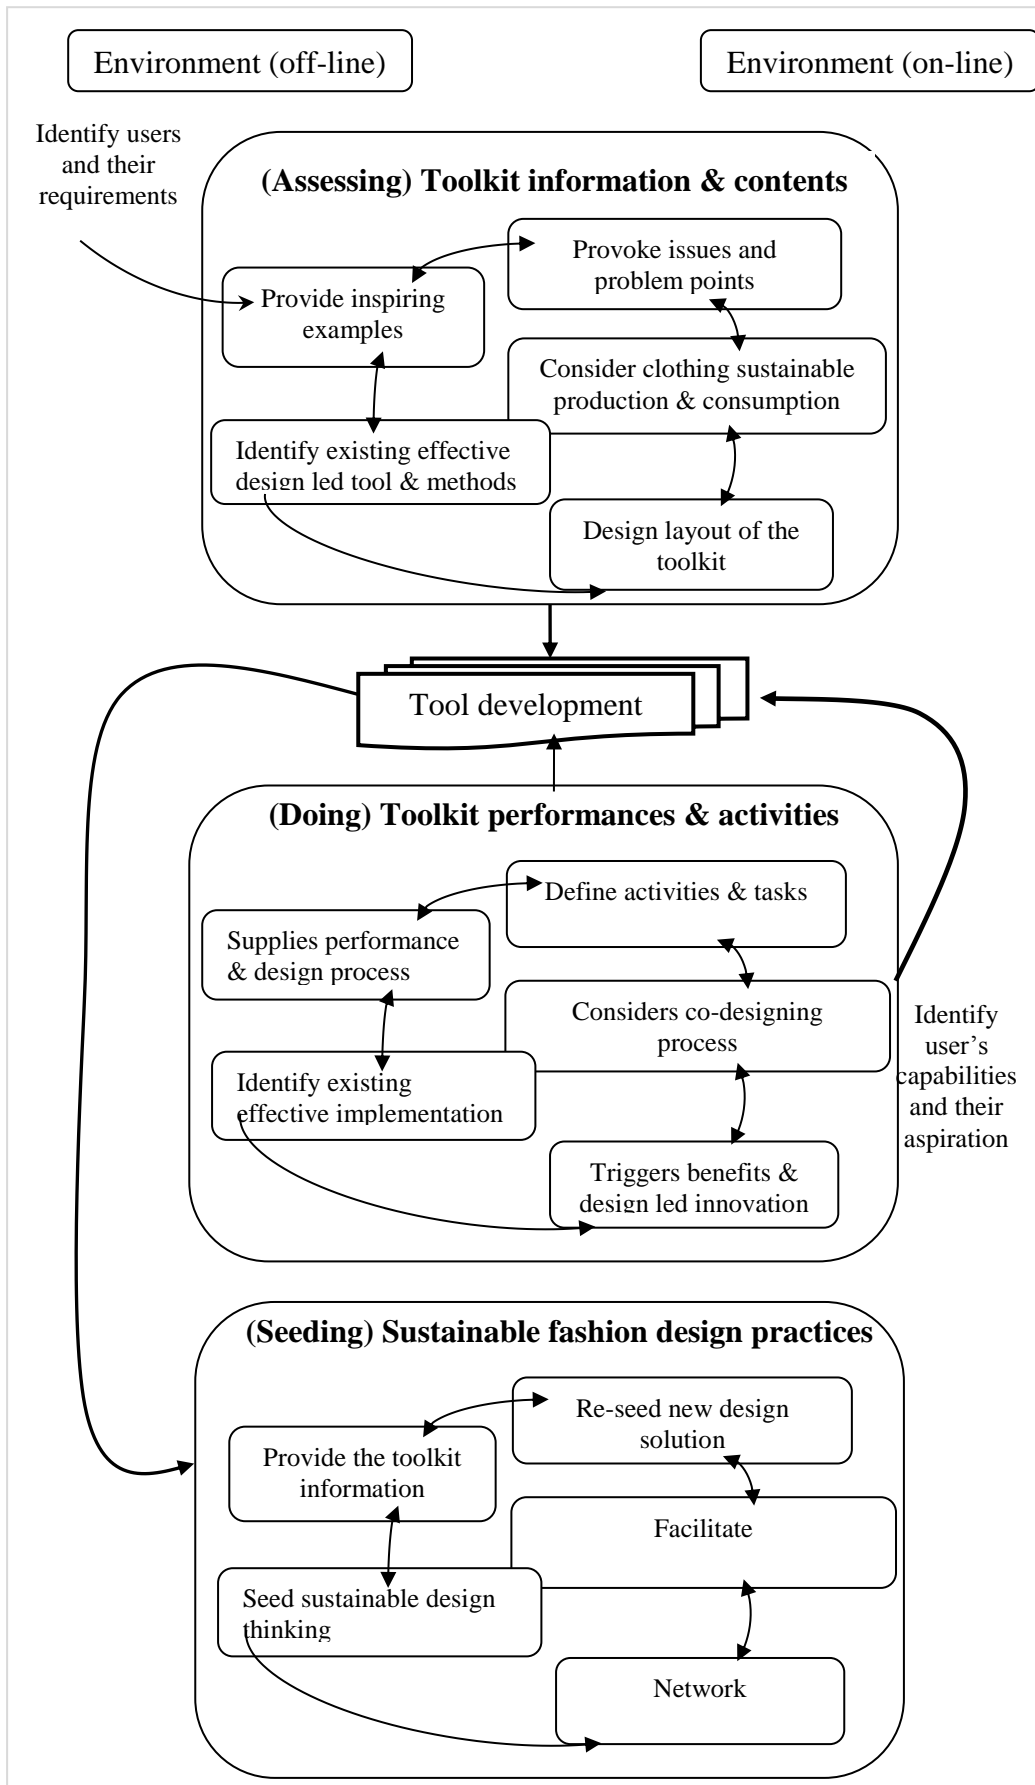 Environment (off-line)
Environment (on-line)
Identify users
and their
requirements
(Assessing) Toolkit information & contents
Provoke issues and
problem points
Provide inspiring
examples
Consider clothing sustainable
production & consumption
Identify existing effective
design led tool & methods
Design layout of the
toolkit
Tool development
(Doing) Toolkit performances & activities
Define activities & tasks
Supplies performance
& design process
Considers co-designing
process
Identify
user’s
capabilities
and their
aspiration
Identify existing
effective implementation
Triggers benefits &
design led innovation
(Seeding) Sustainable fashion design practices
Re-seed new design
solution
Provide the toolkit
information
Facilitate
Seed sustainable design
thinking
Network